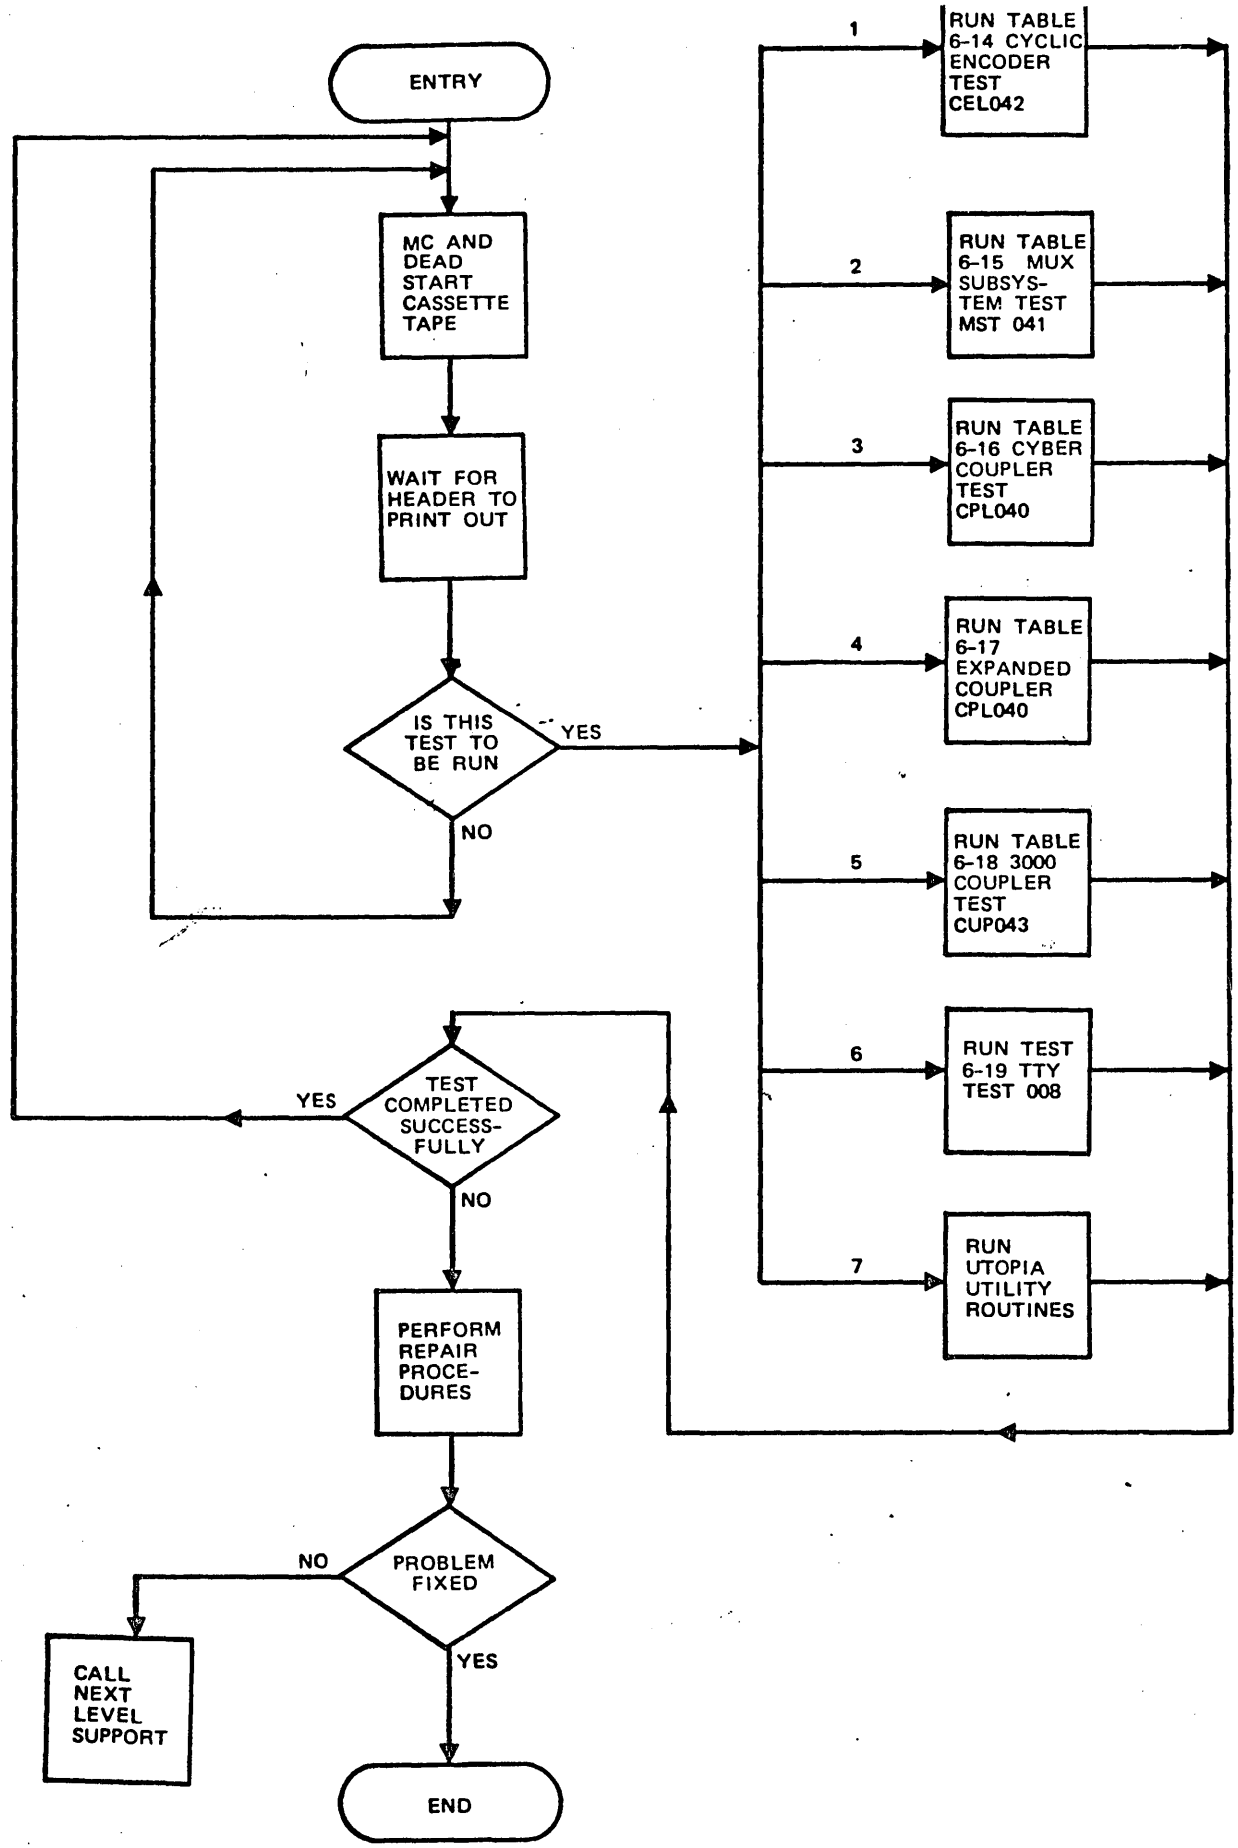 ENTRY
MC AND
DEAD
START
CASSETTE
TAPE
WAIT FOR
HEADER TO
PRINT OUT
IS THIS
TEST TO
BE RUN
YES
NO
1
RUN TABLE
6-14 CYCLIC
ENCODER
TEST
CEL042
2
RUN TABLE
6-15 MUX
SUBSYS-
TEM TEST
MST 041
3
RUN TABLE
6-16 CYBER
COUPLER
TEST
CPL040
4
RUN TABLE
6-17
EXPANDED
COUPLER
CPL040
5
RUN TABLE
6-18 3000
COUPLER
TEST
CUP043
6
RUN TEST
6-19 TTY
TEST 008
7
RUN
UTOPIA
UTILITY
ROUTINES
TEST
COMPLETED
SUCCESS-
FULLY
YES
NO
PERFORM
REPAIR
PROCE-
DURES
PROBLEM
FIXED
NO
YES
CALL
NEXT
LEVEL
SUPPORT
END